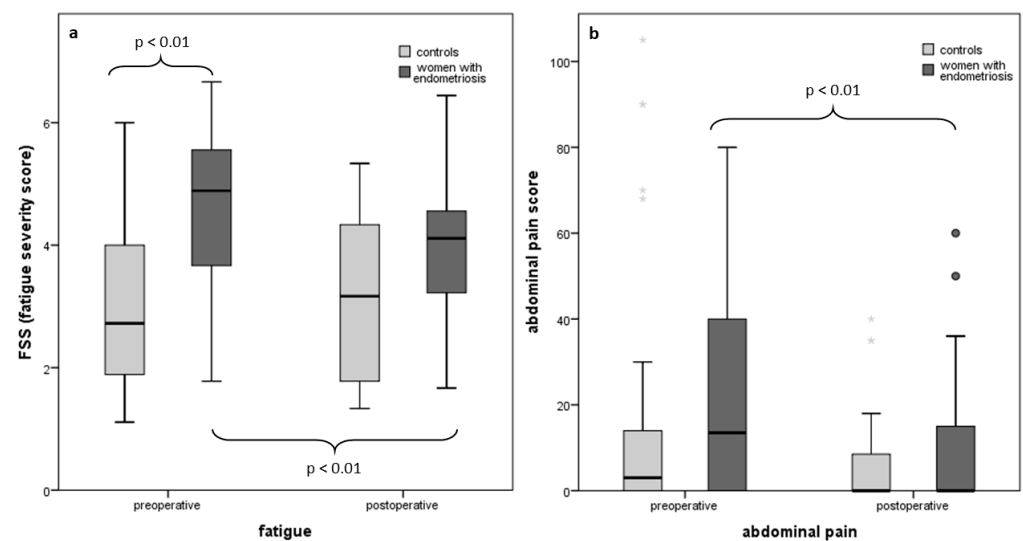 a
p < 0.01
controls
women with
endometriosis
6
4
2
0
FSS (fatigue severity score)
p < 0.01
preoperative
postoperative
fatigue
b
controls
women with
endometriosis
p < 0.01
100
80
60
40
20
0
abdominal pain score
preoperative
postoperative
abdominal pain